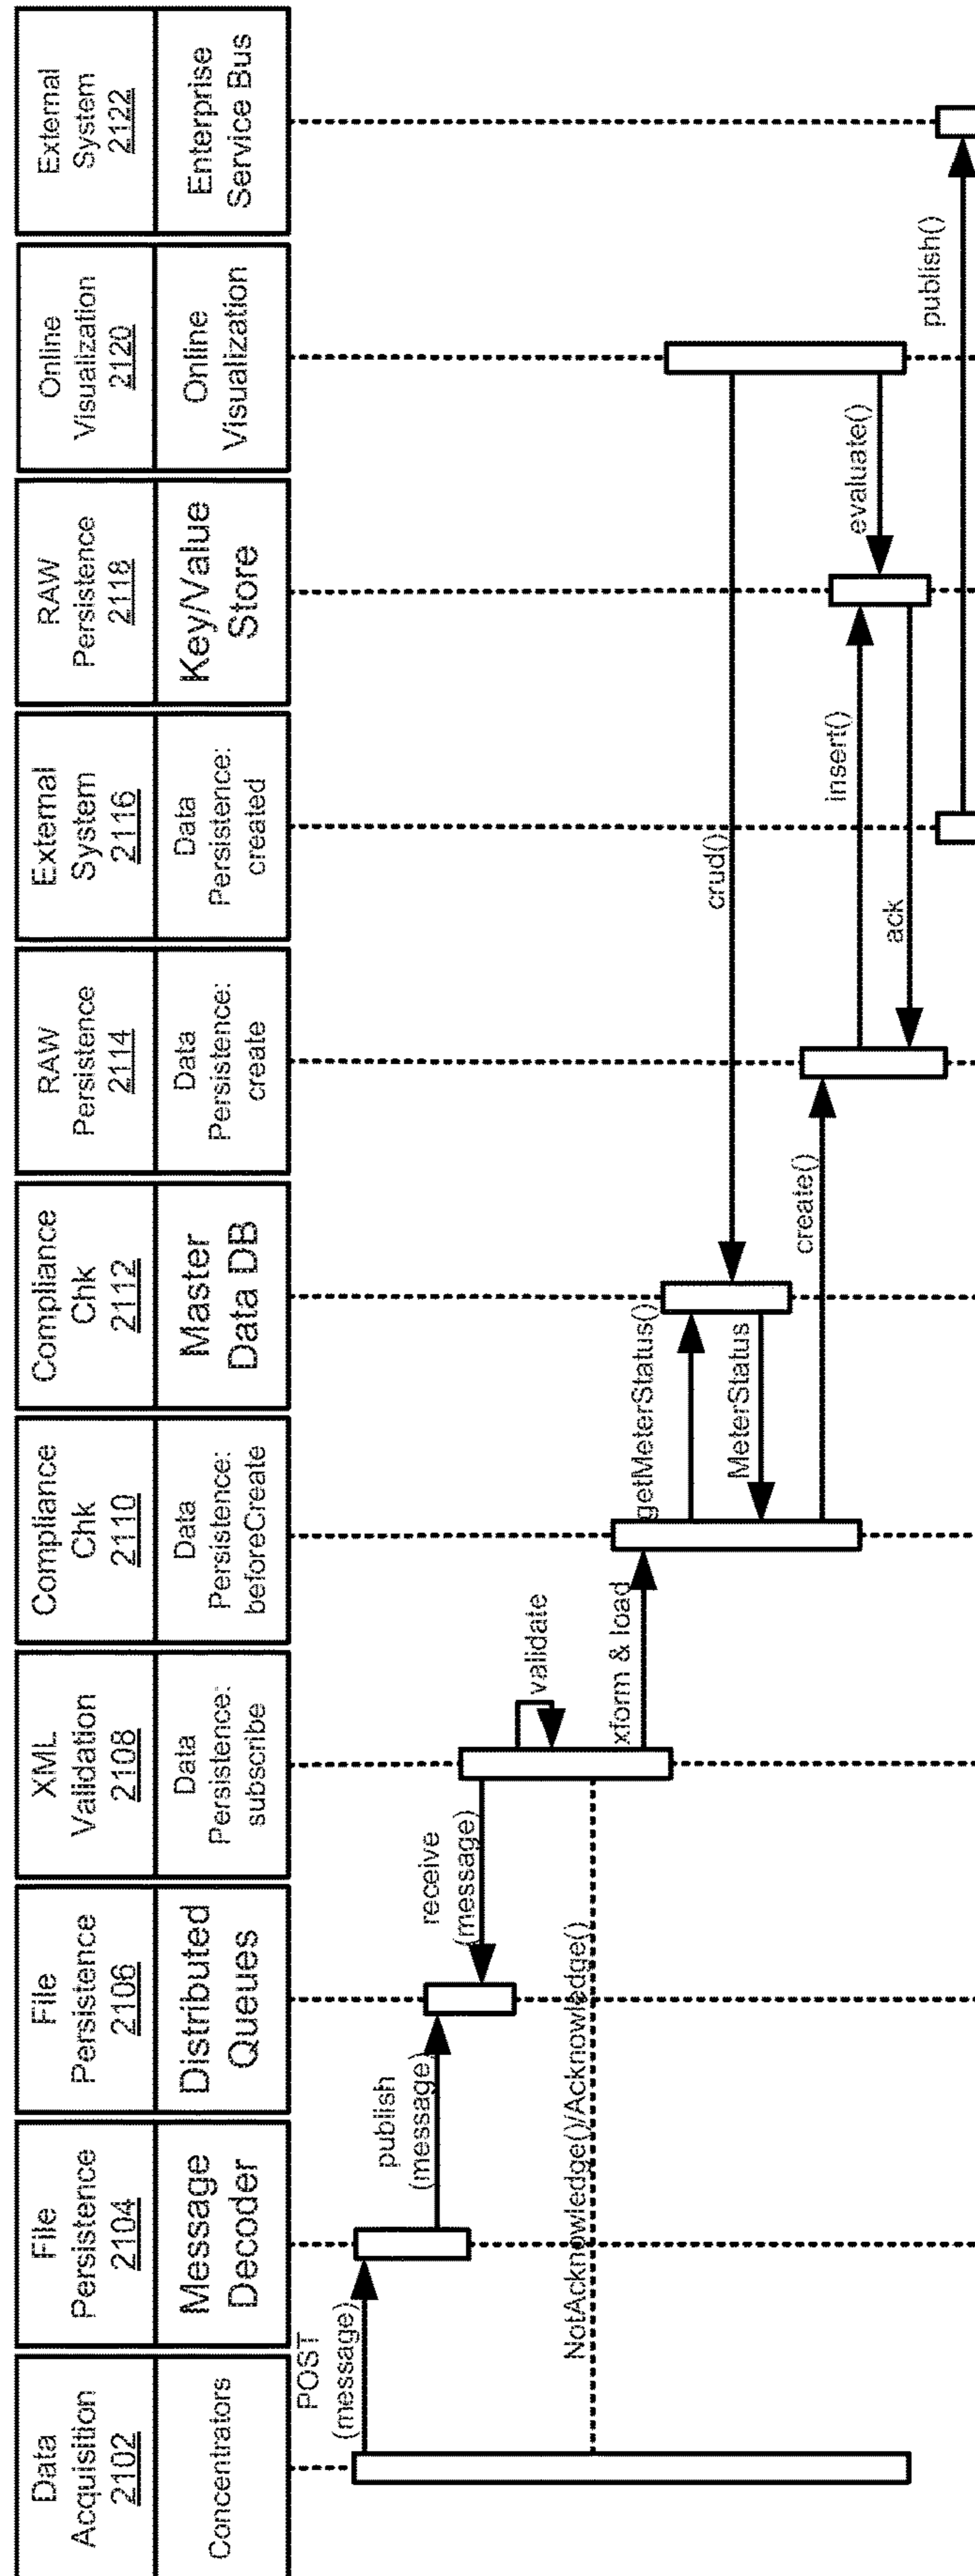 Data
Acquisition
2102
Concentrators
File
Persistence
2104
Message
Decoder
File
Persistence
2106
Distributed
Queues
XML
Validation
2108
Data
Persistence:
subscribe
Compliance
Chk
2110
Data
Persistence:
beforeCreate
Compliance
Chk
2112
Master
Data DB
RAW
Persistence
2114
Data
Persistence:
create
External
System
2116
Data
Persistence:
created
RAW
Persistence
2118
Key/Value
Store
Online
Visualization
2120
Online
Visualization
External
System
2122
Enterprise
Service Bus
POST
(message)
publish
(message)
receive
(message)
validate
NotAcknowledge()/Acknowledge()
xform & load
getMeterStatus()
crud()
MeterStatus
create()
insert()
evaluate()
ack
publish()